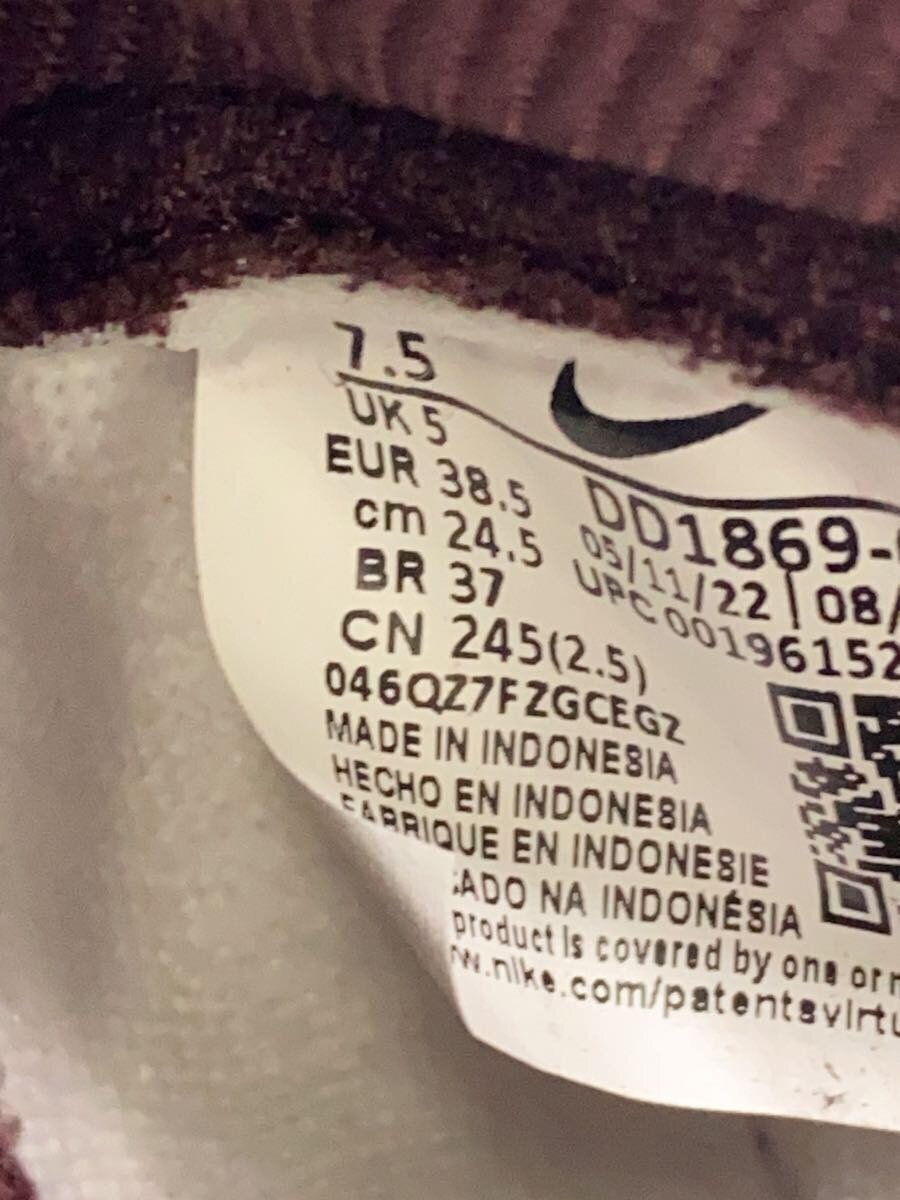 7.5
UK 5
EUR 38.5
cm 24.5
BR 37
CN 245(2.5)
DD1869-
05/11/22 | 08/
UPC 00196152
046QZ7FZGCEGZ
MADE IN INDONESIA
HECHO EN INDONESIA
FABRIQUE EN INDONESIE
CADO NA INDONÉSIA
product is covered by one or m
w.nike.com/patentsvirtu